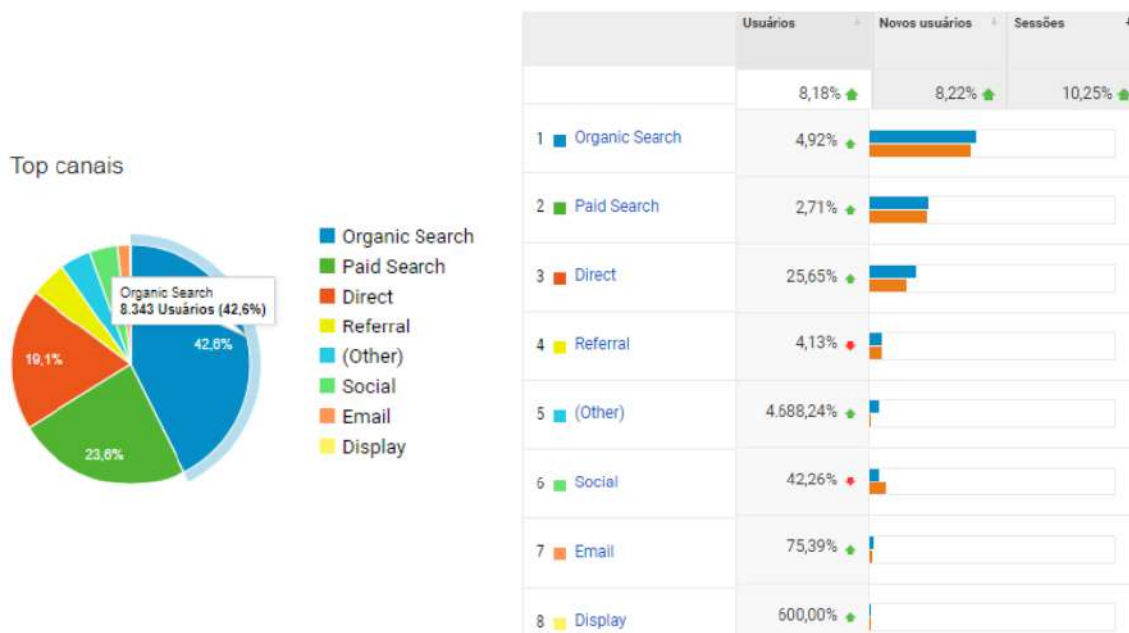 Top canais
Organic Search
8.343 Usuários (42,6%)
42,6%
19,1%
23,6%
Organic Search
Paid Search
Direct
Referral
(Other)
Social
Email
Display
Usuários Novos usuários Sessões
8,18% 8,22% 10,25%
1 Organic Search 4,92%
2 Paid Search 2,71%
3 Direct 25,65%
4 Referral 4,13%
5 (Other) 4.688,24%
6 Social 42,26%
7 Email 75,39%
8 Display 600,00%